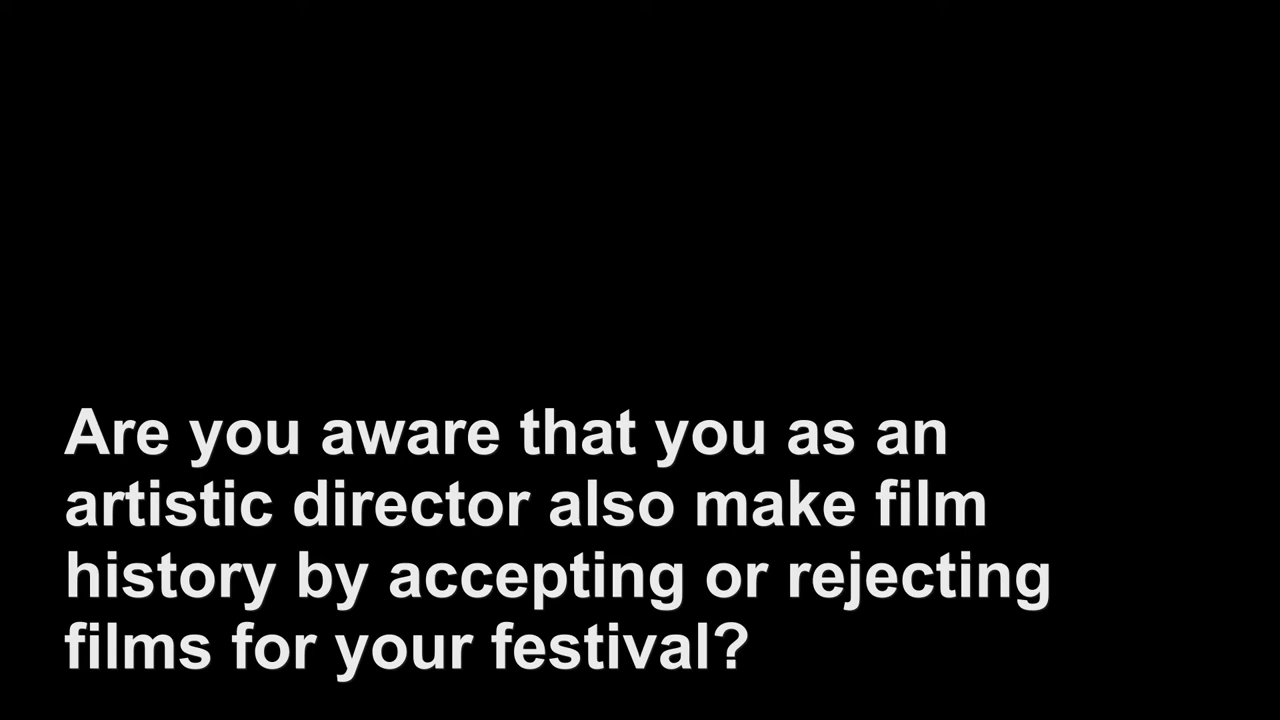 Are you aware that you as an
artistic director also make film
history by accepting or rejecting
films for your festival?